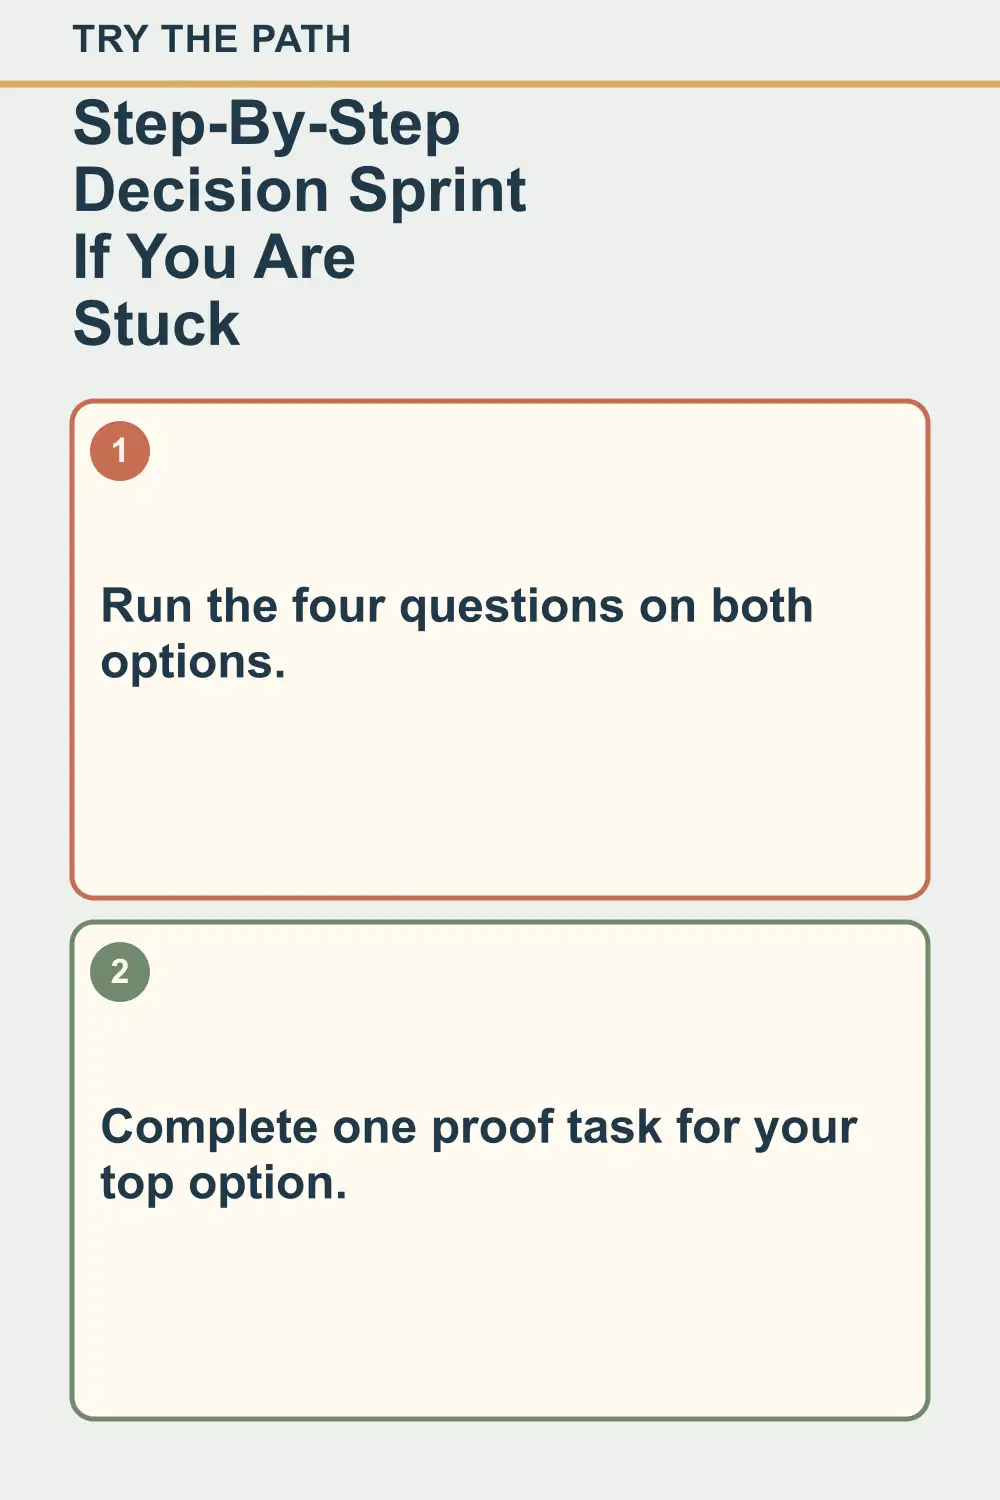 TRY THE PATH
Step-By-Step
Decision Sprint
If You Are
Stuck
1
Run the four questions on both
options.
2
Complete one proof task for your
top option.